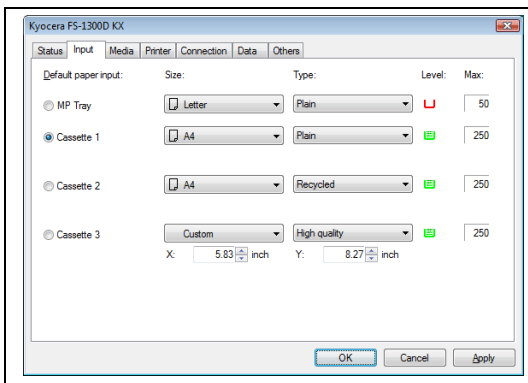 Kyocera FS-1300D KX
Status Input Media Printer Connection Data Others
Default paper input: Size: Type: Level: Max:
MP Tray Letter Plain 50
Cassette 1 A4 Plain 250
Cassette 2 A4 Recycled 250
Cassette 3 Custom High quality 250
X: 5.83 inch Y: 8.27 inch
OK Cancel Apply